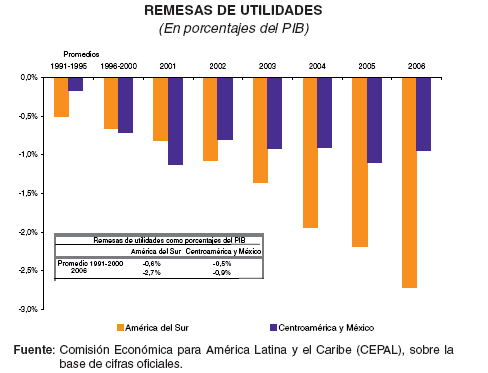 REMESAS DE UTILIDADES
(En porcentajes del PIB)
Promedios
1991-1995 1996-2000 2001 2002 2003 2004 2005 2006
0,0%
-0,5%
-1,0%
-1,5%
-2,0%
-2,5%
-3,0%
Remesas de utilidades como porcentajes del PIB
América del Sur Centroamérica y México
Promedio 1991-2000 -0,6% -0,5%
2006 -2,7% -0,9%
América del Sur Centroamérica y México
Fuente: Comisión Económica para América Latina y el Caribe (CEPAL), sobre la
base de cifras oficiales.